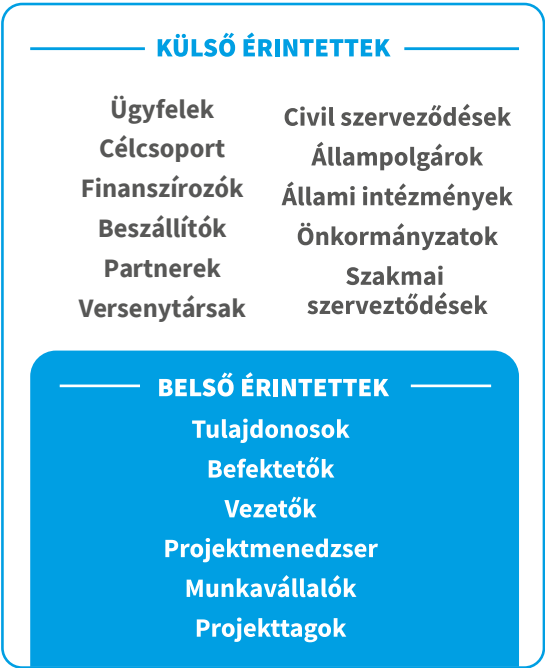 KÜLSŐ ÉRINTETTEK
Ügyfelek
Célcsoport
Finanszírozók
Beszállítók
Partnerek
Versenytársak
Civil szerveződések
Állampolgárok
Állami intézmények
Önkormányzatok
Szakmai
szerveztődések
BELSŐ ÉRINTETTEK
Tulajdonosok
Befektetők
Vezetők
Projektmenedzser
Munkavállalók
Projekttagok